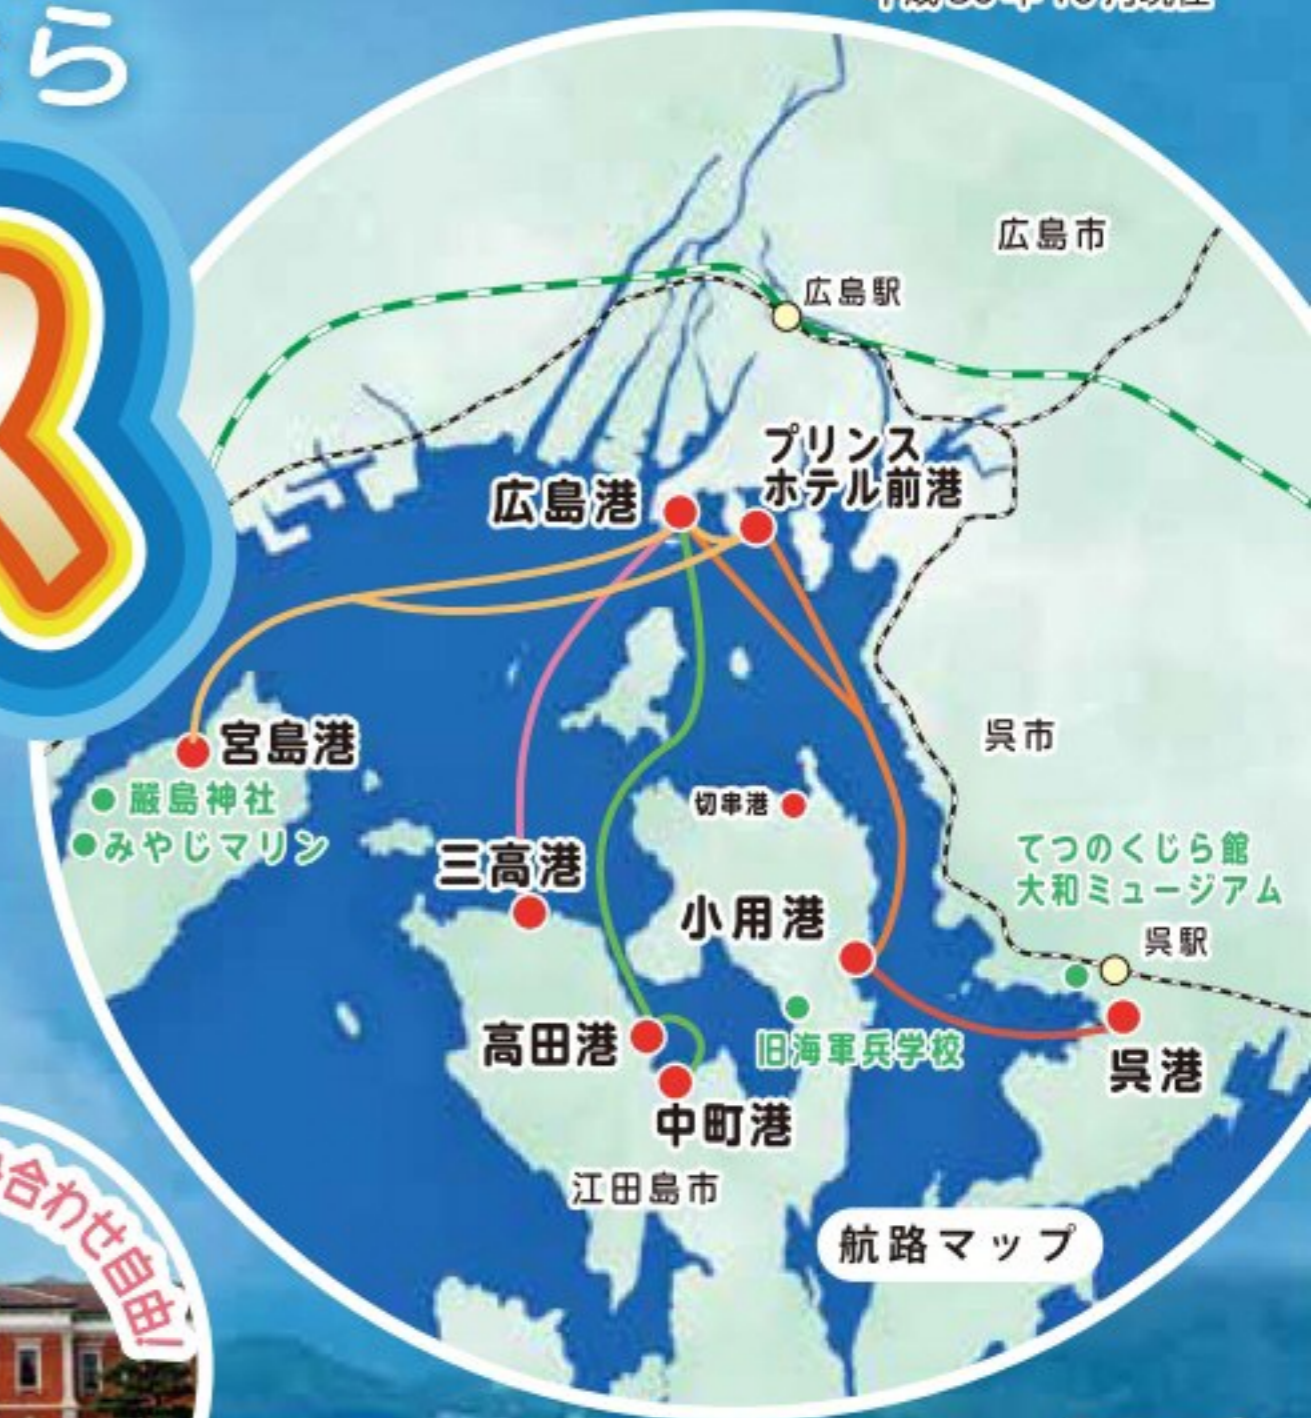 ら
広島市
広島駅
プリンス
ホテル前港
広島港
宮島港
嚴島神社
みやじマリン
呉市
切串港
三高港
小用港
てつのくじら館
大和ミュージアム
呉駅
高田港
旧海軍兵学校
呉港
中町港
江田島市
航路マップ
合わせ自由!